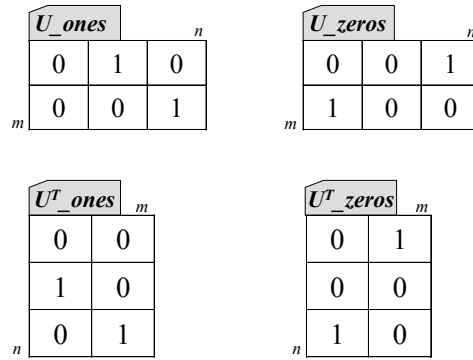 U_ones n U_zeros n
0 1 0 0 0 1
m 0 0 1 m 1 0 0
U^T_ones m U^T_zeros m
0 0 0 1
1 0 0 0
n 0 1 n 1 0